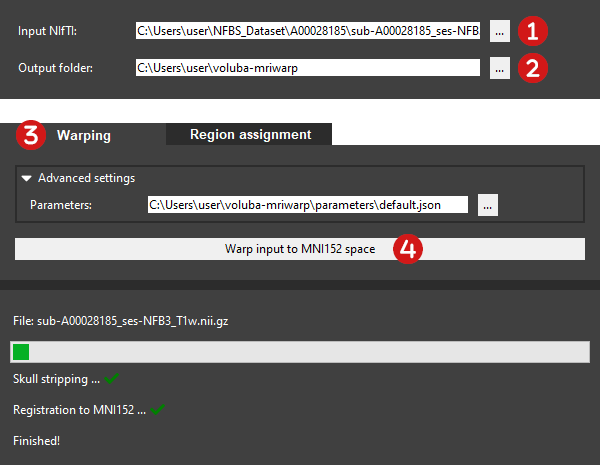 Input NIfTI: C:\Users\user\NFBS_Dataset\A00028185\sub-A00028185_ses-NFB ... 1
Output folder: C:\Users\user\voluba-mriwarp ... 2
3 Warping Region assignment
Advanced settings
Parameters: C:\Users\user\voluba-mriwarp\parameters\default.json ...
Warp input to MNI152 space 4
File: sub-A00028185_ses-NFB3_T1w.nii.gz
Skull stripping ...
Registration to MNI152 ...
Finished!